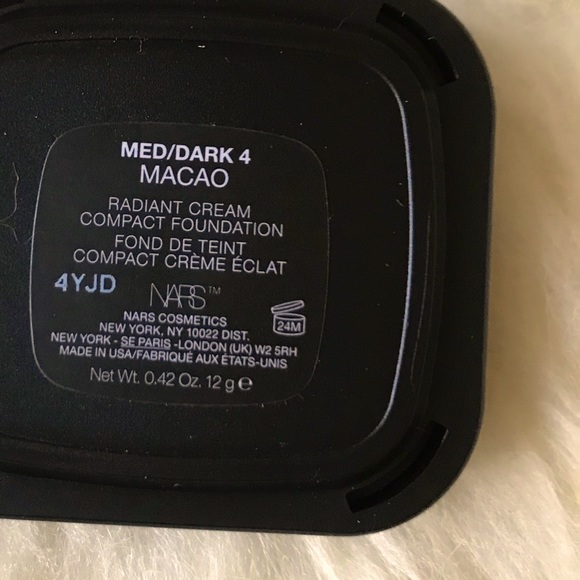 MED/DARK 4
MACAO
RADIANT CREAM
COMPACT FOUNDATION
FOND DE TEINT
COMPACT CRÈME ÉCLAT
4YJD NARS™
24M
NARS COSMETICS
NEW YORK, NY 10022 DIST.
NEW YORK - SE PARIS -LONDON (UK) W2 5RH
MADE IN USA/FABRIQUÉ AUX ÉTATS-UNIS
Net Wt. 0.42 Oz. 12 g ℮